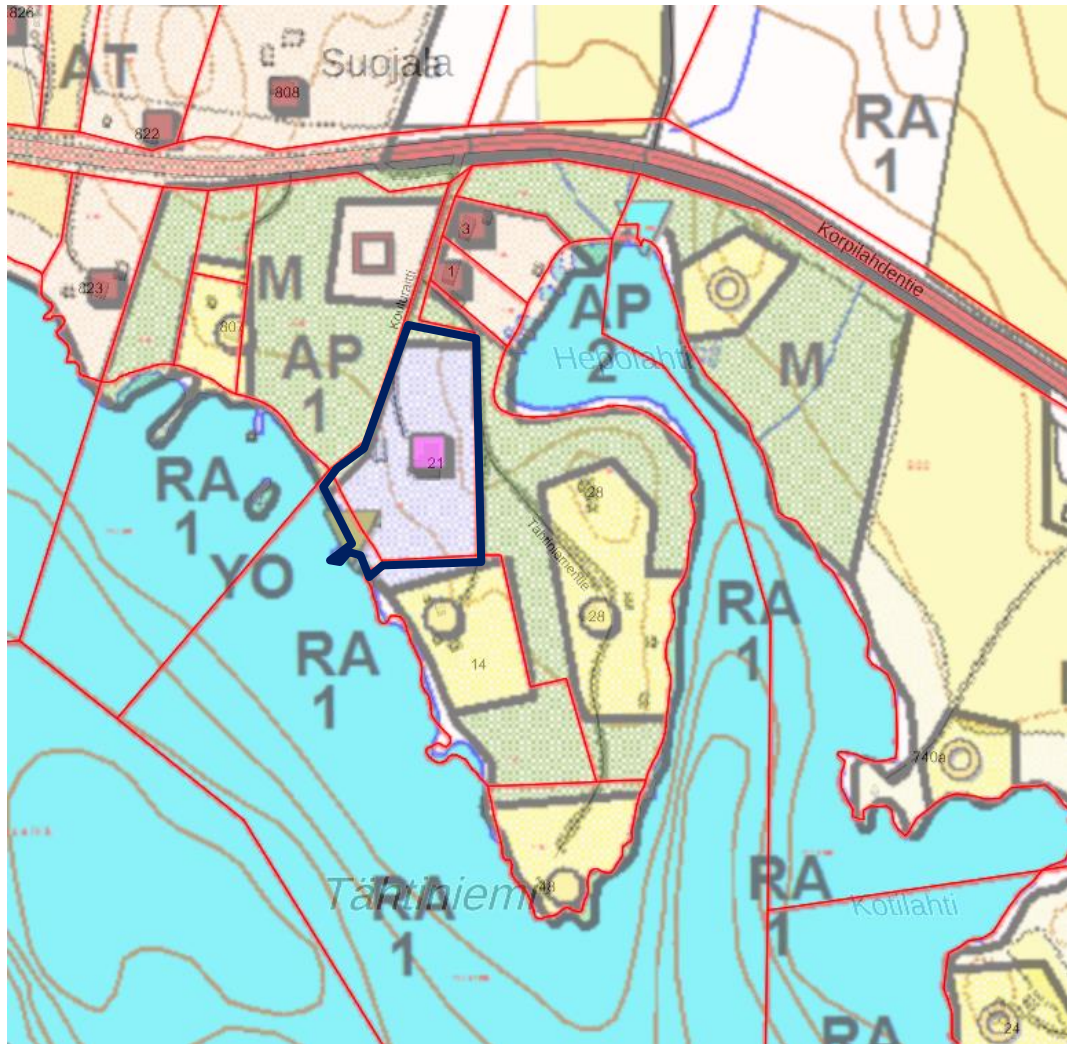 826
AT
Suojala
808
822
RA
1
Korpilahdentie
3
1
Kouluraitti
M
823
807
AP
1
AP
2
Hepolahti
M
21
RA
1
28
Tähtiniementie
YO
28
RA
1
RA
1
14
740a
Tähtiniemi
48
RA
1
RA
1
Kotilahti
RA
24